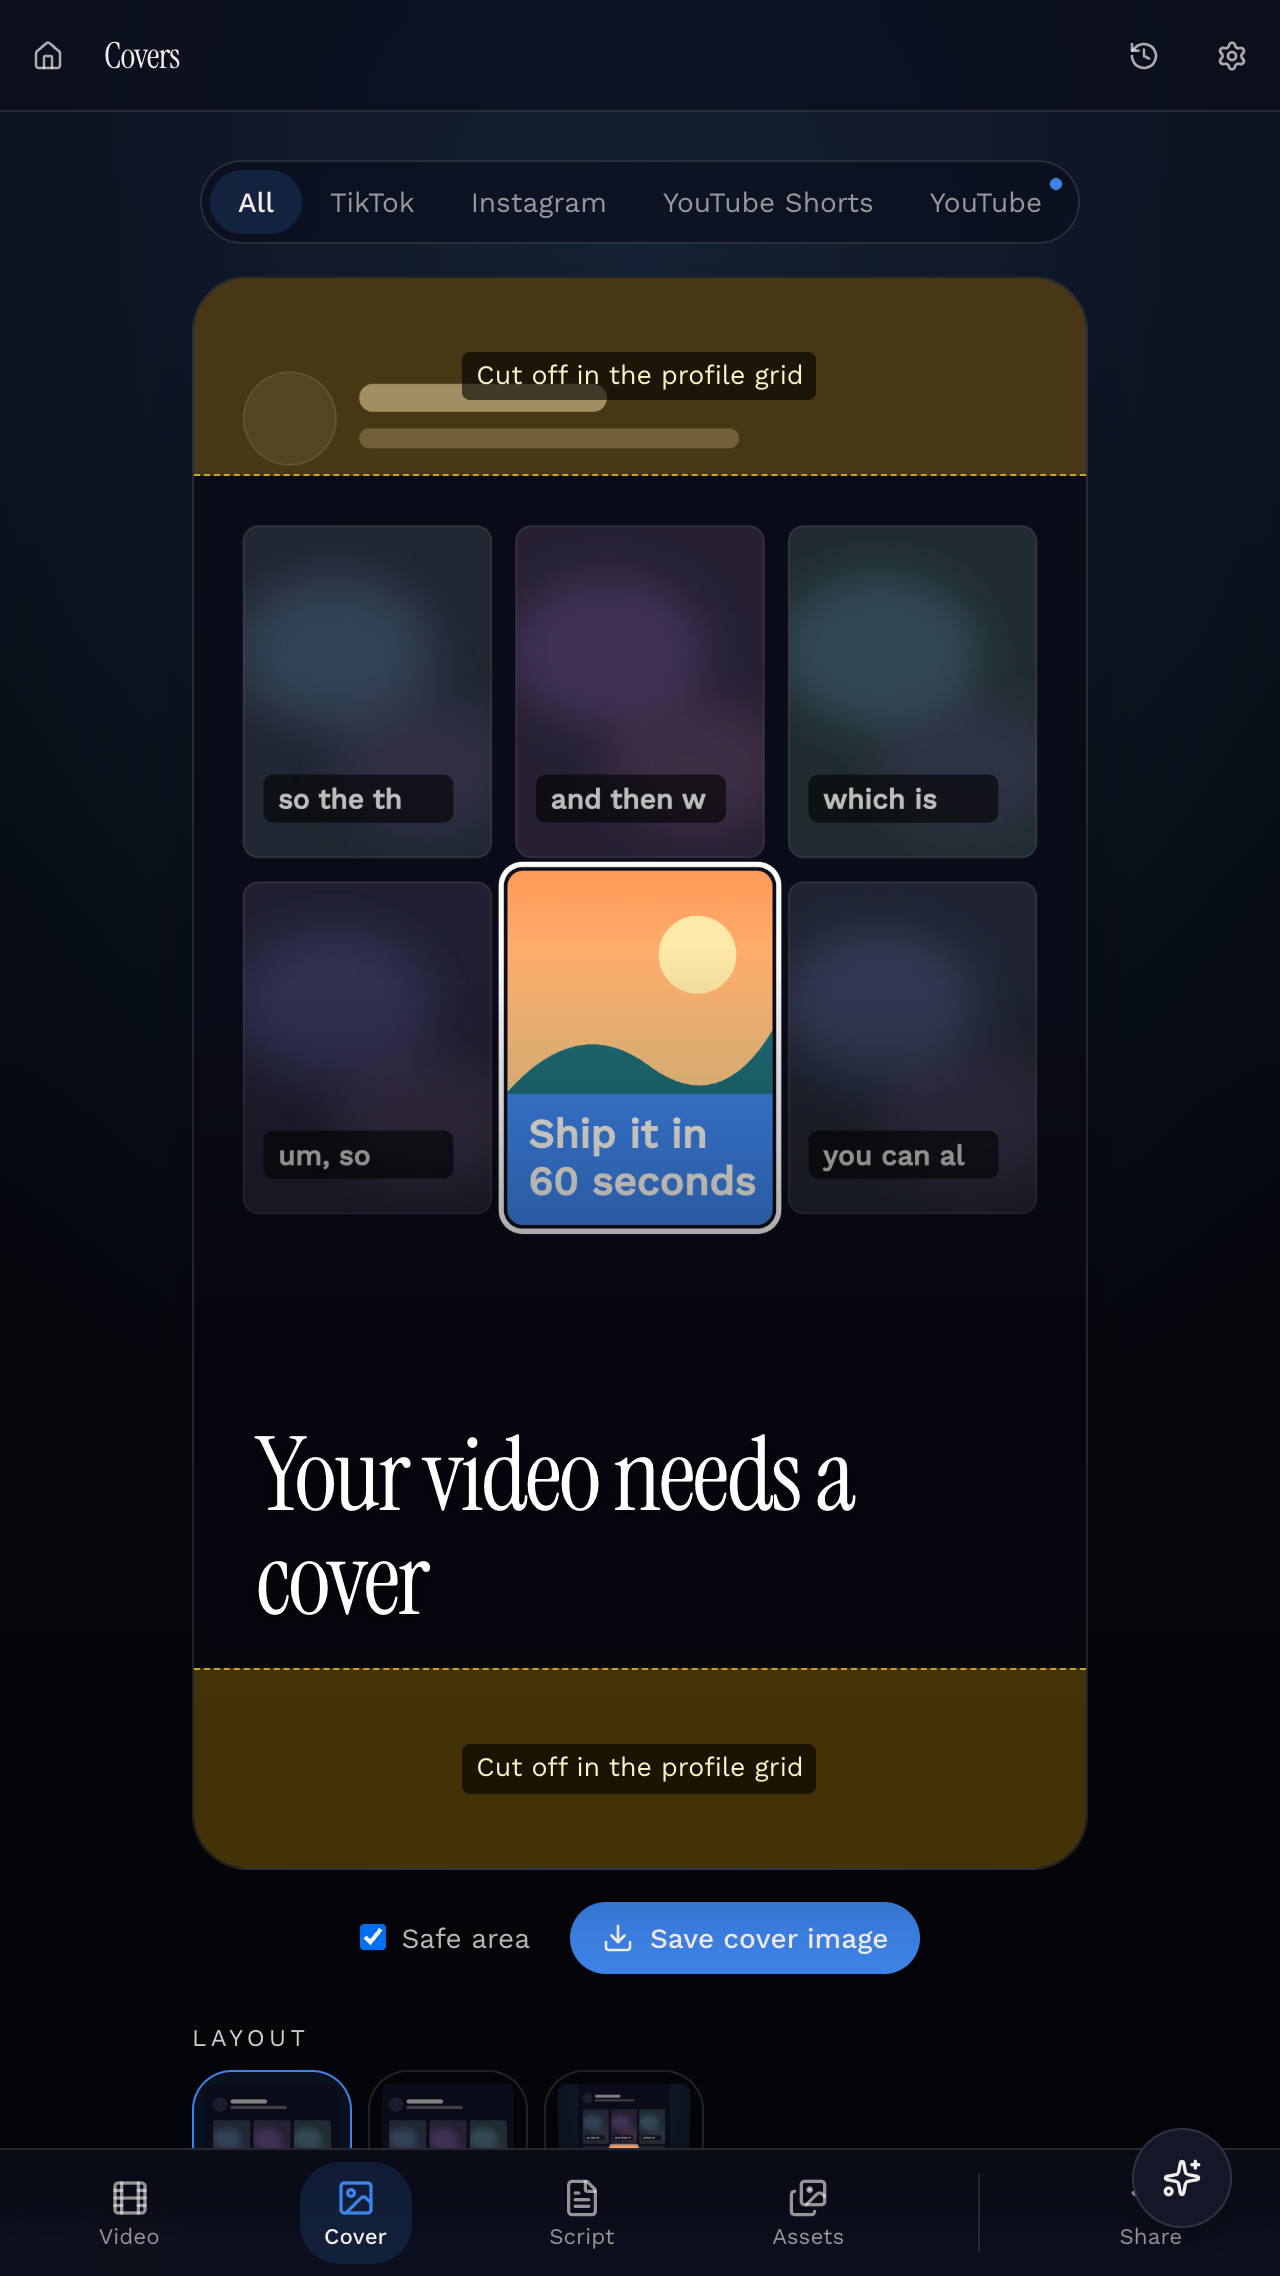 Covers
All TikTok Instagram YouTube Shorts YouTube
Cut off in the profile grid
so the th
and then w
which is
um, so
Ship it in
60 seconds
you can al
Your video needs a
cover
Cut off in the profile grid
Safe area
Save cover image
LAYOUT
Video Cover Script Assets Share